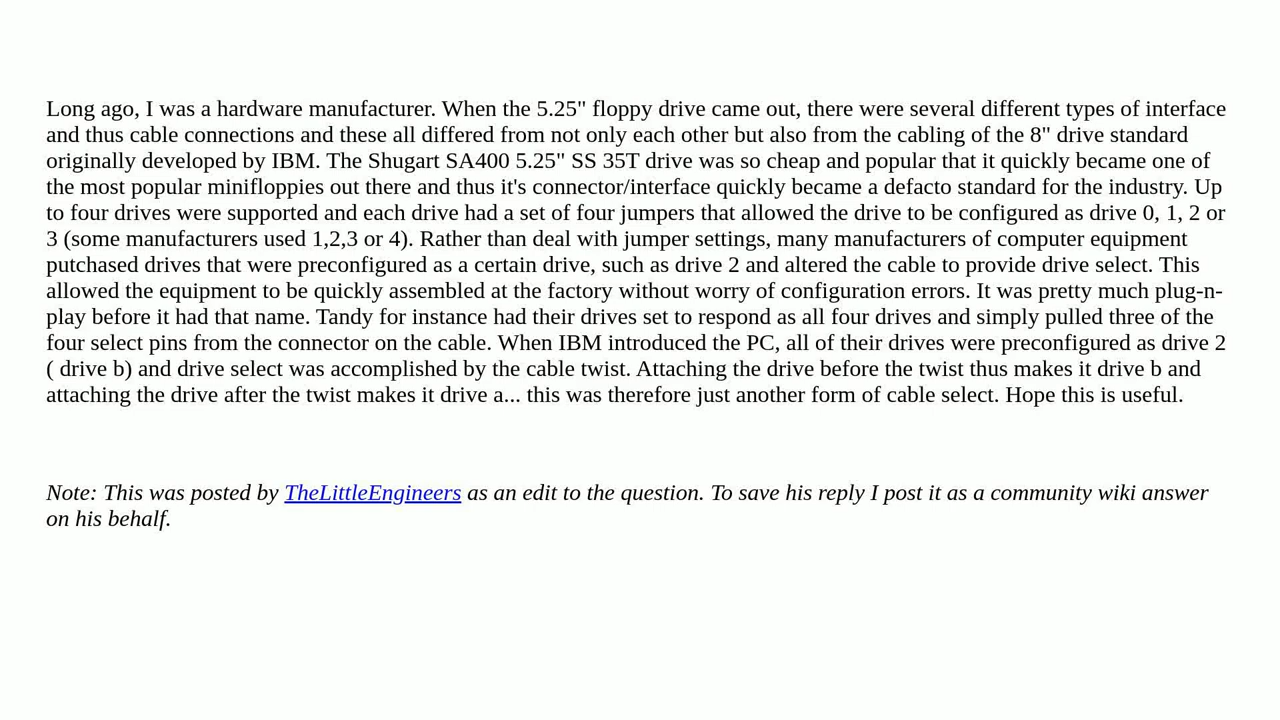 Long ago, I was a hardware manufacturer. When the 5.25" floppy drive came out, there were several different types of interface
and thus cable connections and these all differed from not only each other but also from the cabling of the 8" drive standard
originally developed by IBM. The Shugart SA400 5.25" SS 35T drive was so cheap and popular that it quickly became one of
the most popular minifloppies out there and thus it's connector/interface quickly became a defacto standard for the industry. Up
to four drives were supported and each drive had a set of four jumpers that allowed the drive to be configured as drive 0, 1, 2 or
3 (some manufacturers used 1,2,3 or 4). Rather than deal with jumper settings, many manufacturers of computer equipment
putchased drives that were preconfigured as a certain drive, such as drive 2 and altered the cable to provide drive select. This
allowed the equipment to be quickly assembled at the factory without worry of configuration errors. It was pretty much plug-n-
play before it had that name. Tandy for instance had their drives set to respond as all four drives and simply pulled three of the
four select pins from the connector on the cable. When IBM introduced the PC, all of their drives were preconfigured as drive 2
( drive b) and drive select was accomplished by the cable twist. Attaching the drive before the twist thus makes it drive b and
attaching the drive after the twist makes it drive a... this was therefore just another form of cable select. Hope this is useful.
Note: This was posted by TheLittleEngineers as an edit to the question. To save his reply I post it as a community wiki answer
on his behalf.